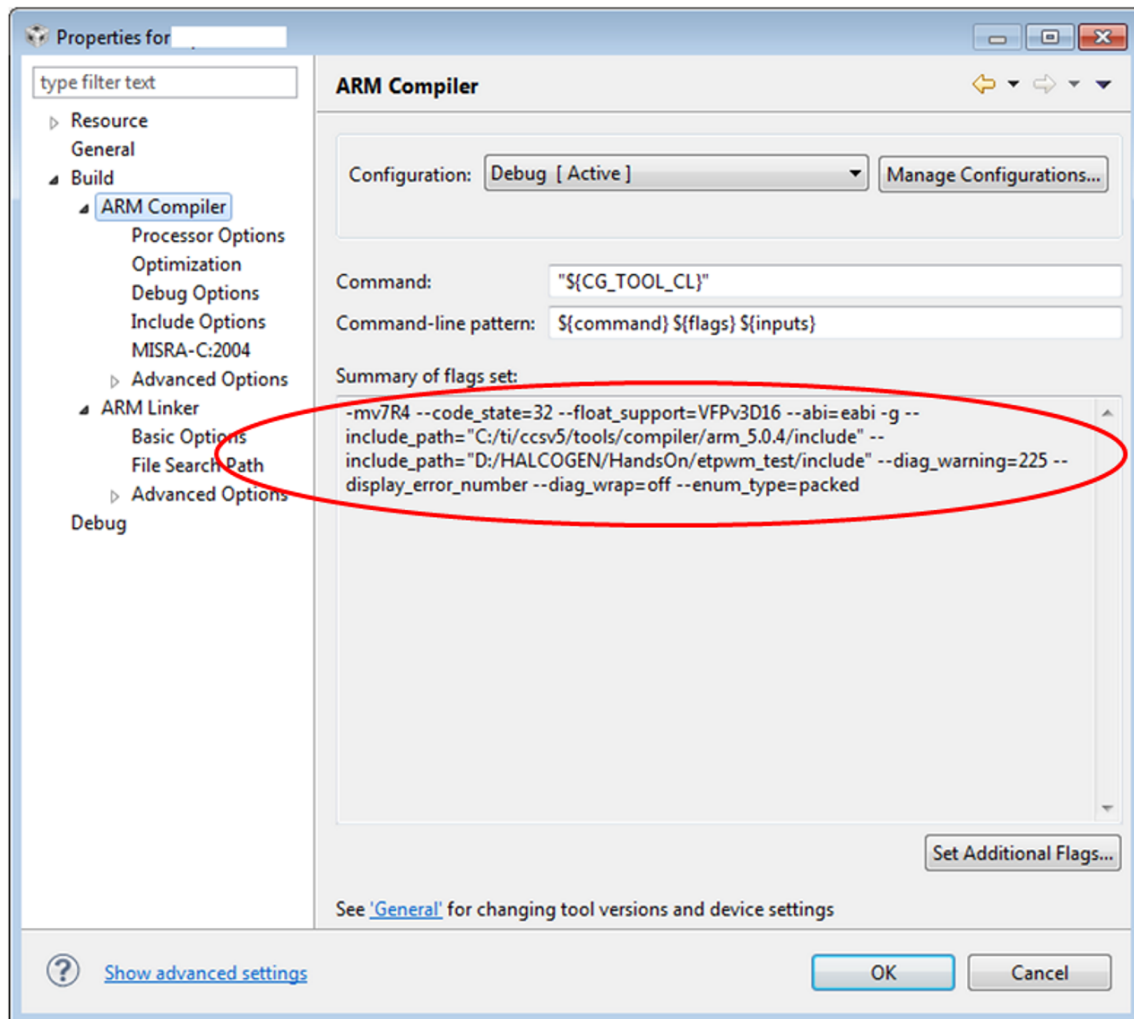 Properties for
type filter text
Resource
General
Build
ARM Compiler
Processor Options
Optimization
Debug Options
Include Options
MISRA-C:2004
Advanced Options
ARM Linker
Basic Options
File Search Path
Advanced Options
Debug
ARM Compiler
Configuration: Debug [ Active ] Manage Configurations...
Command: "${CG_TOOL_CL}"
Command-line pattern: ${command} ${flags} ${inputs}
Summary of flags set:
-mv7R4 --code_state=32 --float_support=VFPv3D16 --abi=eabi -g --
include_path="C:/ti/ccsv5/tools/compiler/arm_5.0.4/include" --
include_path="D:/HALCOGEN/HandsOn/etpwm_test/include" --diag_warning=225 --
display_error_number --diag_wrap=off --enum_type=packed
Set Additional Flags...
See 'General' for changing tool versions and device settings
? Show advanced settings
OK Cancel